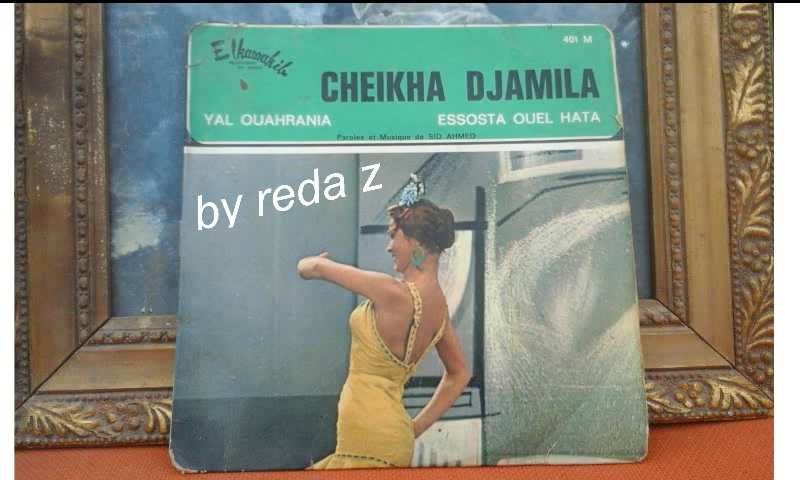 401 M
Elkawakib
CHEIKHA DJAMILA
YAL OUAHRANIA
ESSOSTA OUEL HATA
Paroles et Musique de SID AHMED
by reda z